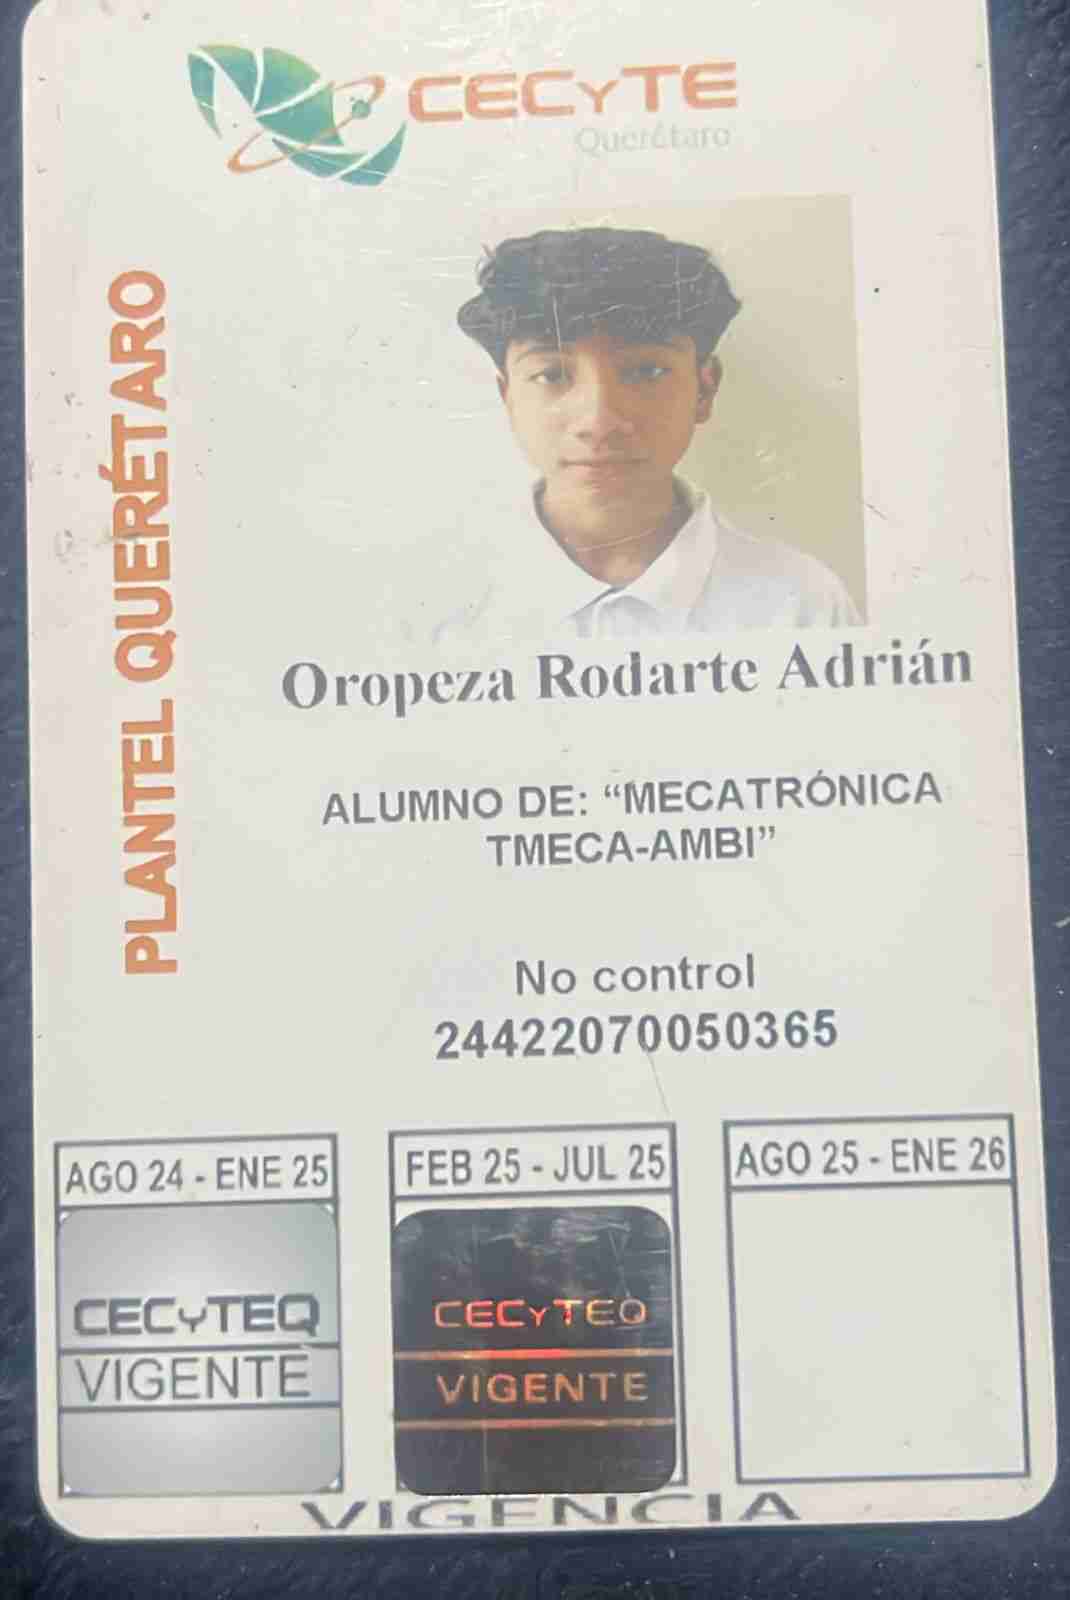 CECyTE
Querétaro
PLANTEL QUERÉTARO
Oropeza Rodarte Adrián
ALUMNO DE: “MECATRÓNICA
TMECA-AMBI”
No control
24422070050365
AGO 24 - ENE 25
FEB 25 - JUL 25
AGO 25 - ENE 26
CECyTEQ
VIGENTE
CECyTEQ
VIGENTE
VIGENCIA